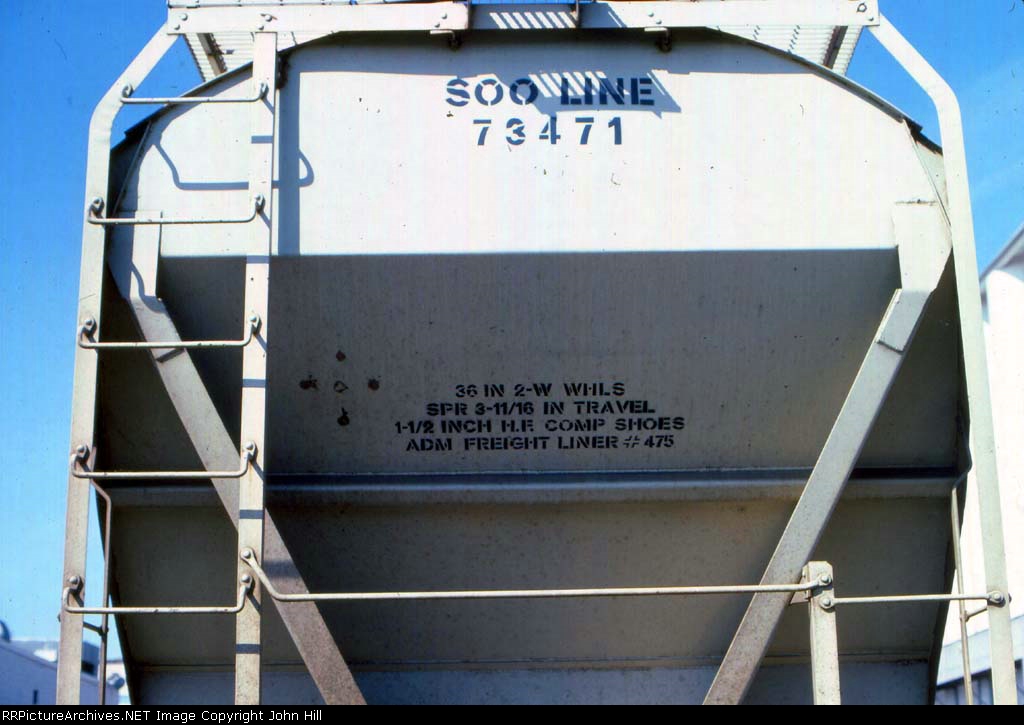 SOO LINE
73471
36 IN 2-W WHLS
SPR 3-11/16 IN TRAVEL
1-1/2 INCH H.F. COMP SHOES
ADM FREIGHT LINER # 475
RRPictureArchives.NET Image Copyright John Hill